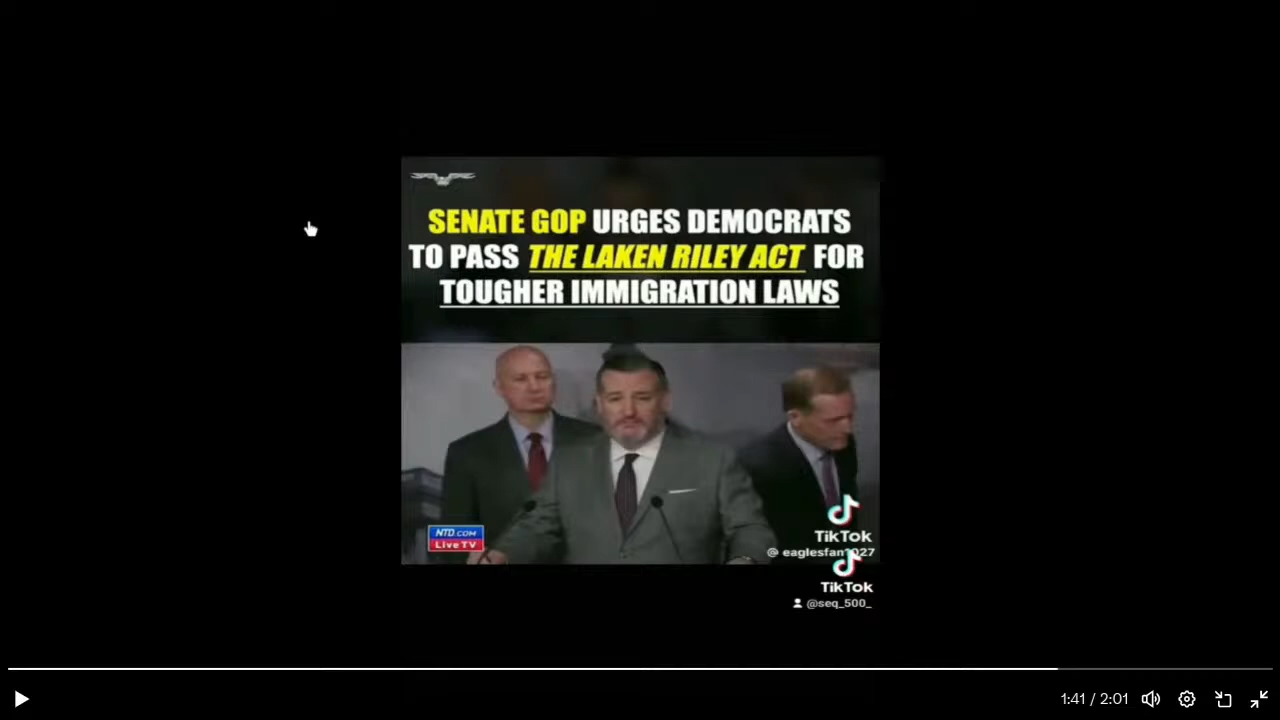 SENATE GOP URGES DEMOCRATS
TO PASS THE LAKEN RILEY ACT FOR
TOUGHER IMMIGRATION LAWS
NTD.COM
Live TV
TikTok
@ eaglesfan1027
TikTok
@seq_500_
1:41 / 2:01